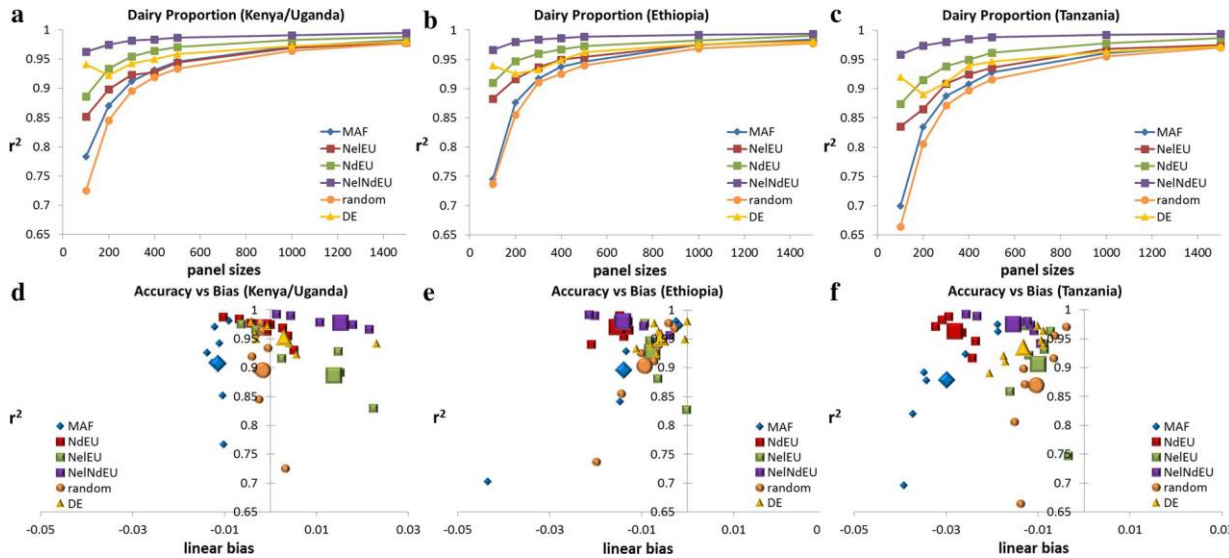 a
Dairy Proportion (Kenya/Uganda)
1
0.95
0.9
0.85
0.8
0.75
0.7
0.65
r²
MAF
NelEU
NdEU
NelNdEU
random
DE
0 200 400 600 800 1000 1200 1400
panel sizes
b
Dairy Proportion (Ethiopia)
1
0.95
0.9
0.85
0.8
0.75
0.7
0.65
r²
MAF
NelEU
NdEU
NelNdEU
random
DE
0 200 400 600 800 1000 1200 1400
panel sizes
c
Dairy Proportion (Tanzania)
1
0.95
0.9
0.85
0.8
0.75
0.7
0.65
r²
MAF
NelEU
NdEU
NelNdEU
random
DE
0 200 400 600 800 1000 1200 1400
panel sizes
d
Accuracy vs Bias (Kenya/Uganda)
1
0.95
0.9
0.85
0.8
0.75
0.7
0.65
r²
MAF
NdEU
NelEU
NelNdEU
random
DE
-0.05 -0.03 -0.01 0.01 0.03
linear bias
e
Accuracy vs Bias (Ethiopia)
1
0.95
0.9
0.85
0.8
0.75
0.7
0.65
r²
MAF
NdEU
NelEU
NelNdEU
random
DE
-0.05 -0.03 -0.01 0.01 0
linear bias
f
Accuracy vs Bias (Tanzania)
1
0.95
0.9
0.85
0.8
0.75
0.7
0.65
r²
MAF
NdEU
NelEU
NelNdEU
random
DE
-0.05 -0.03 -0.01 0.01 0.03
linear bias